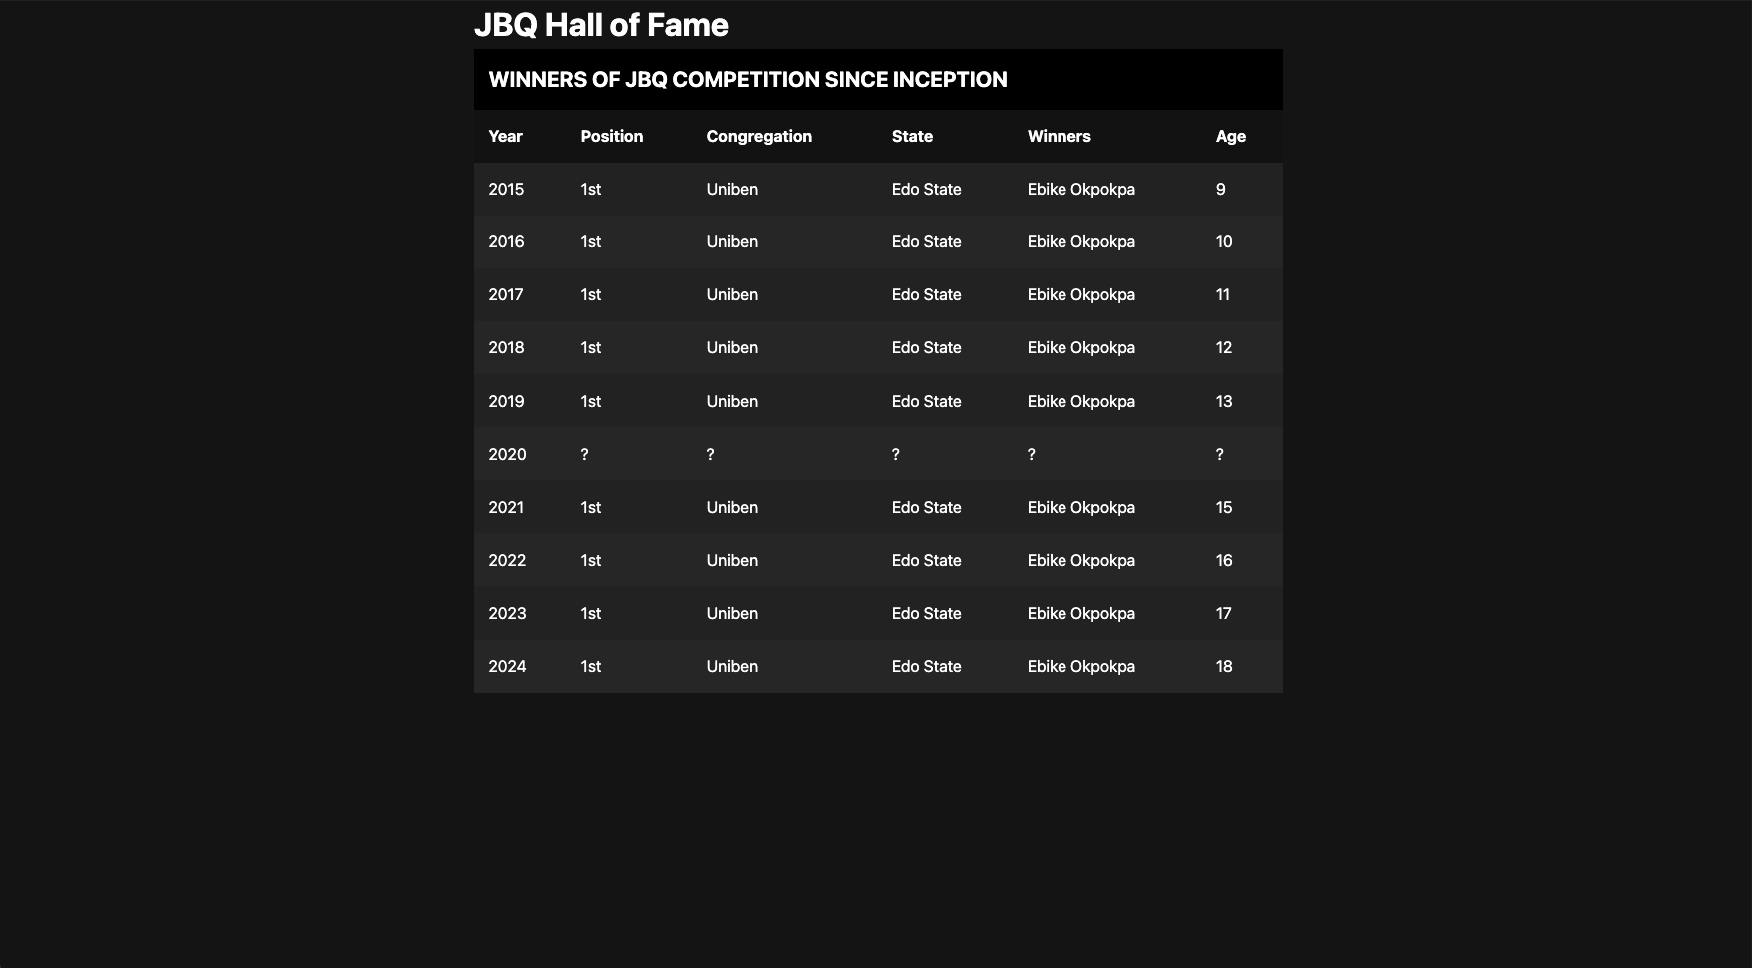 JBQ Hall of Fame
WINNERS OF JBQ COMPETITION SINCE INCEPTION
Year Position Congregation State Winners Age
2015 1st Uniben Edo State Ebike Okpokpa 9
2016 1st Uniben Edo State Ebike Okpokpa 10
2017 1st Uniben Edo State Ebike Okpokpa 11
2018 1st Uniben Edo State Ebike Okpokpa 12
2019 1st Uniben Edo State Ebike Okpokpa 13
2020 ? ? ? ? ?
2021 1st Uniben Edo State Ebike Okpokpa 15
2022 1st Uniben Edo State Ebike Okpokpa 16
2023 1st Uniben Edo State Ebike Okpokpa 17
2024 1st Uniben Edo State Ebike Okpokpa 18